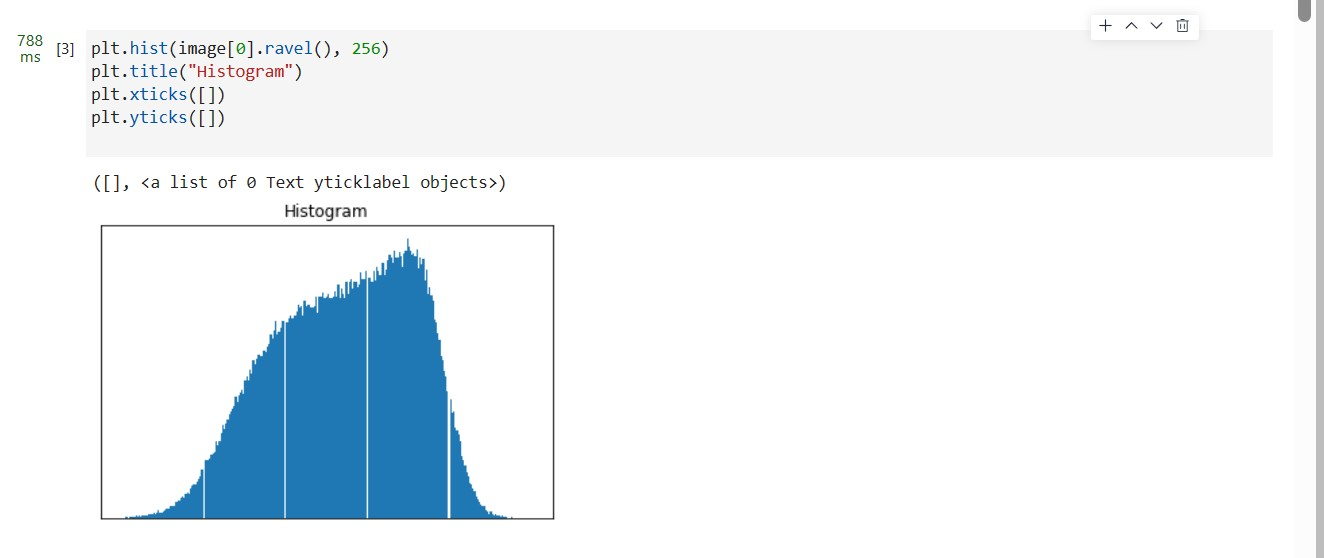 788
ms
[3]
plt.hist(image[0].ravel(), 256)
plt.title("Histogram")
plt.xticks([])
plt.yticks([])
([], <a list of 0 Text yticklabel objects>)
Histogram